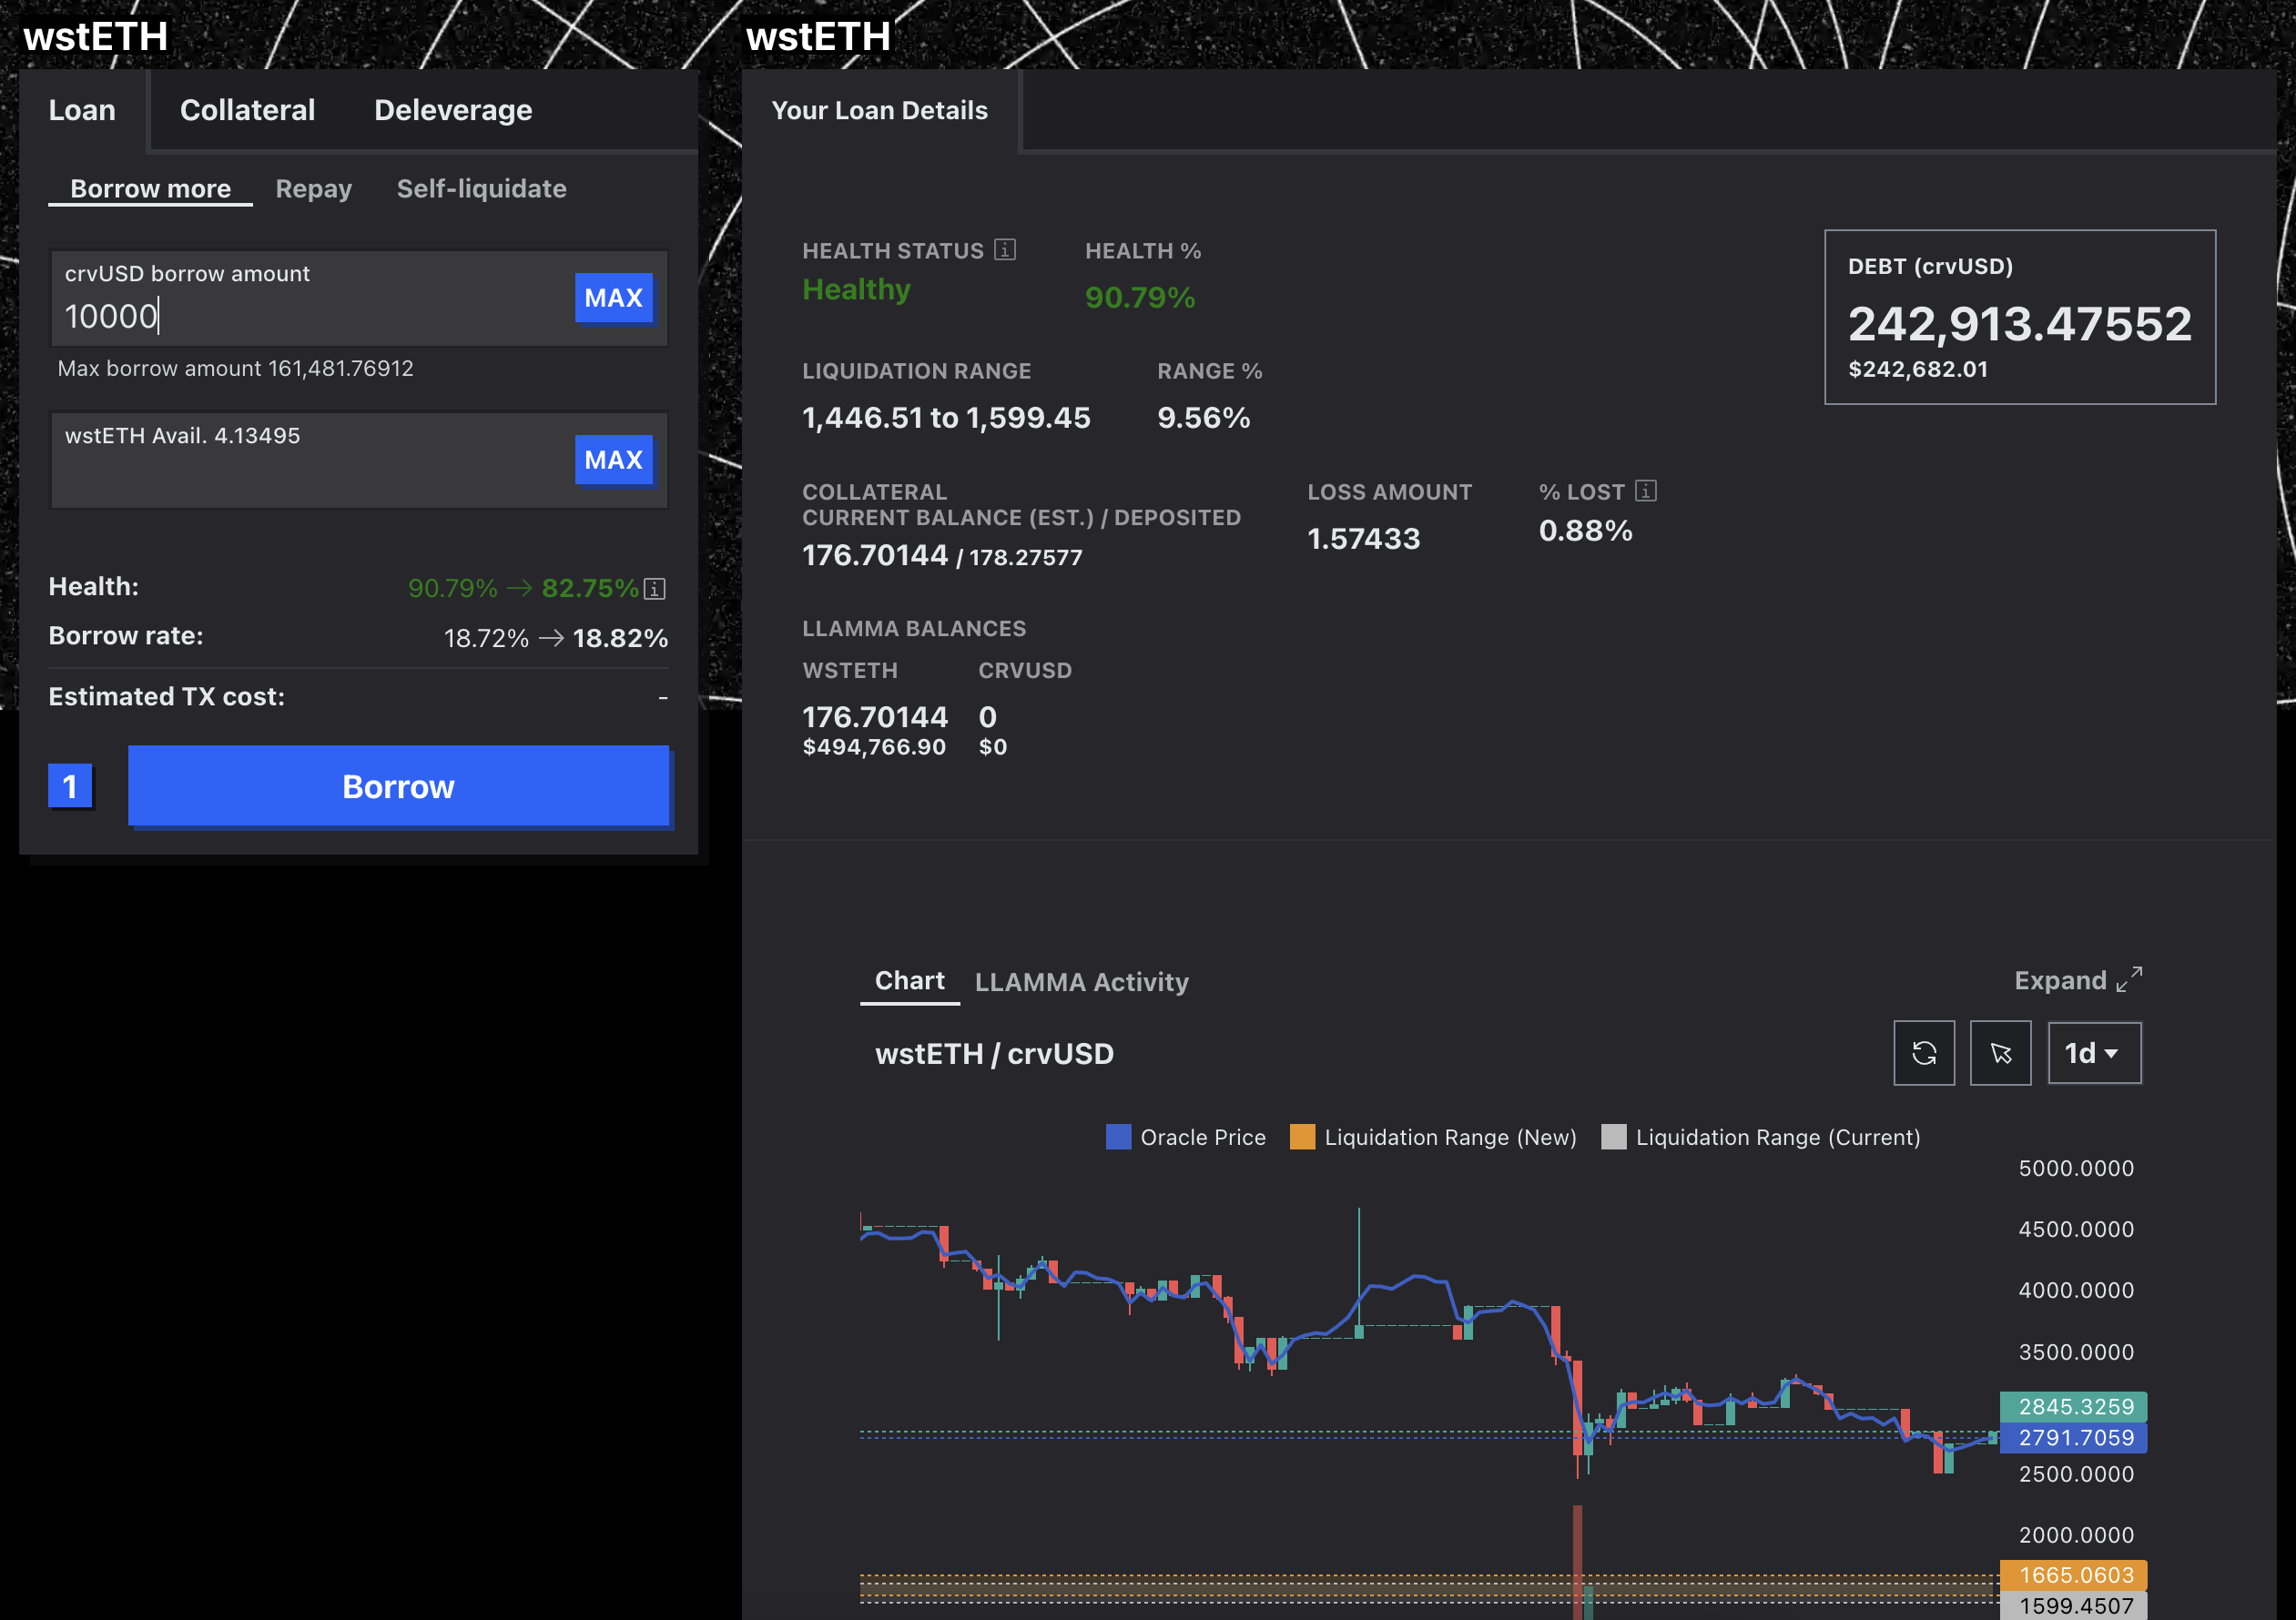 wstETH
Loan
Collateral
Deleverage
Borrow more
Repay
Self-liquidate
crvUSD borrow amount
10000
MAX
Max borrow amount 161,481.76912
wstETH Avail. 4.13495
MAX
Health:
90.79% → 82.75%
Borrow rate:
18.72% → 18.82%
Estimated TX cost:
-
1
Borrow
wstETH
Your Loan Details
HEALTH STATUS
HEALTH %
Healthy
90.79%
DEBT (crvUSD)
242,913.47552
$242,682.01
LIQUIDATION RANGE
RANGE %
1,446.51 to 1,599.45
9.56%
COLLATERAL
CURRENT BALANCE (EST.) / DEPOSITED
176.70144 / 178.27577
LOSS AMOUNT
1.57433
% LOST
0.88%
LLAMMA BALANCES
WSTETH
CRVUSD
176.70144
0
$494,766.90
$0
Chart
LLAMMA Activity
Expand
wstETH / crvUSD
1d
Oracle Price
Liquidation Range (New)
Liquidation Range (Current)
5000.0000
4500.0000
4000.0000
3500.0000
2845.3259
2791.7059
2500.0000
2000.0000
1665.0603
1599.4507